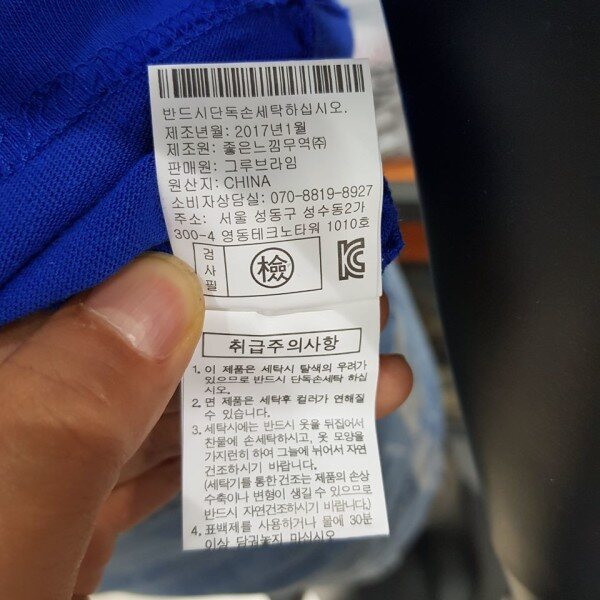 반드시단독손세탁하십시오.
제조년월: 2017년1월
제조원: 좋은느낌무역㈜
판매원: 그루브라임
원산지: CHINA
소비자상담실: 070-8819-8927
주소: 서울 성동구 성수동2가
300-4 영동테크노타워 1010호
검사필
檢
취급주의사항
1. 이 제품은 세탁시 탈색의 우려가
있으므로 반드시 단독손세탁 하십
시오.
2. 면 제품은 세탁후 컬러가 연해질
수 있습니다.
3. 세탁시에는 반드시 옷을 뒤집어서
찬물에 손세탁하시고, 옷 모양을
가지런히 하여 그늘에 뉘어서 자연
건조하시기 바랍니다.
(세탁기를 통한 건조는 제품의 손상
수축이나 변형이 생길 수 있으므로
반드시 자연건조하시기 바랍니다.)
4. 표백제를 사용하거나 물에 30분
이상 담궈놓지 마십시오